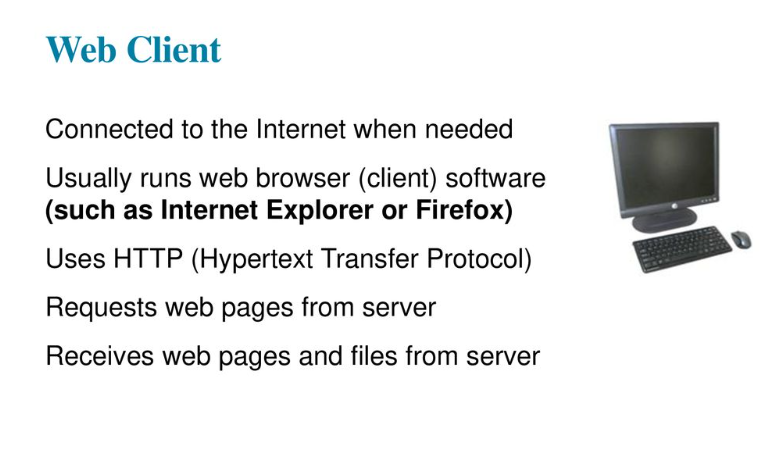 Web Client
Connected to the Internet when needed
Usually runs web browser (client) software
(such as Internet Explorer or Firefox)
Uses HTTP (Hypertext Transfer Protocol)
Requests web pages from server
Receives web pages and files from server